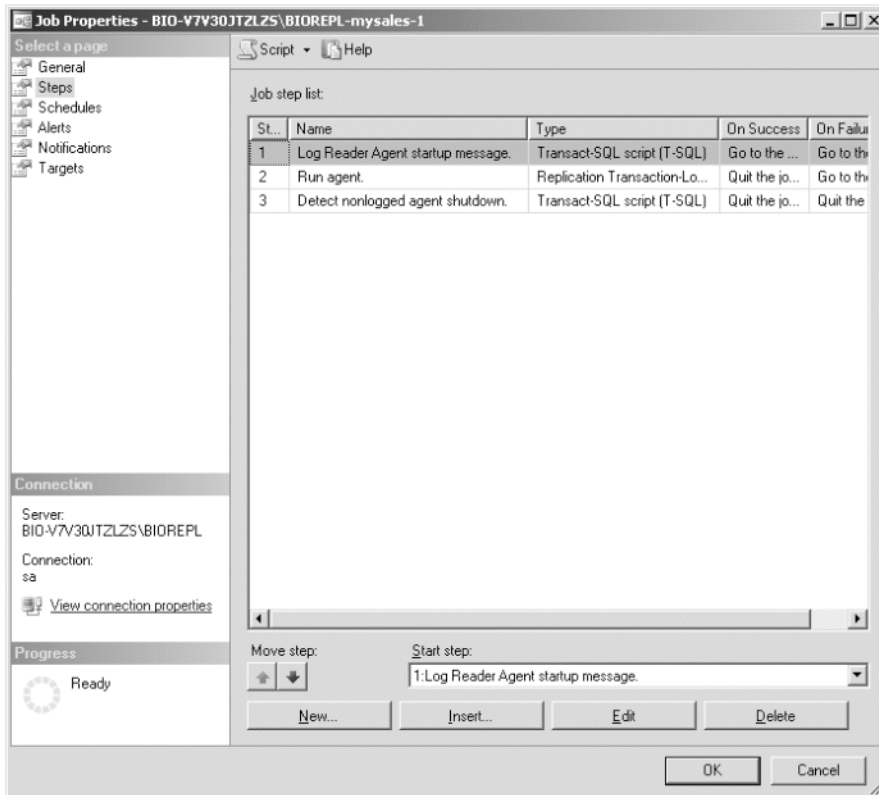 Job Properties - BIO-V7V30JTZLZS\BIOREPL-mysales-1
Select a page
General
Steps
Schedules
Alerts
Notifications
Targets
Script Help
Job step list:
St... Name Type On Success On Failur
1 Log Reader Agent startup message. Transact-SQL script (T-SQL) Go to the ... Go to th
2 Run agent. Replication Transaction-Lo... Quit the jo... Go to th
3 Detect nonlogged agent shutdown. Transact-SQL script (T-SQL) Quit the jo... Quit the
Connection
Server:
BIO-V7V30JTZLZS\BIOREPL
Connection:
sa
View connection properties
Progress
Ready
Move step: Start step:
1:Log Reader Agent startup message.
New... Insert... Edit Delete
OK Cancel